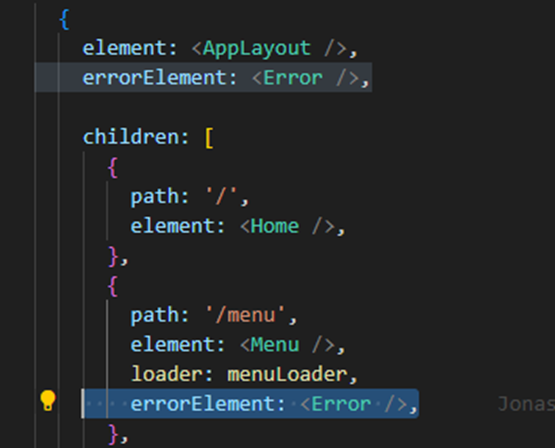 {
element: <AppLayout />,
errorElement: <Error />,
children: [
{
path: '/',
element: <Home />,
},
{
path: '/menu',
element: <Menu />,
loader: menuLoader,
errorElement: <Error />, Jonas
},